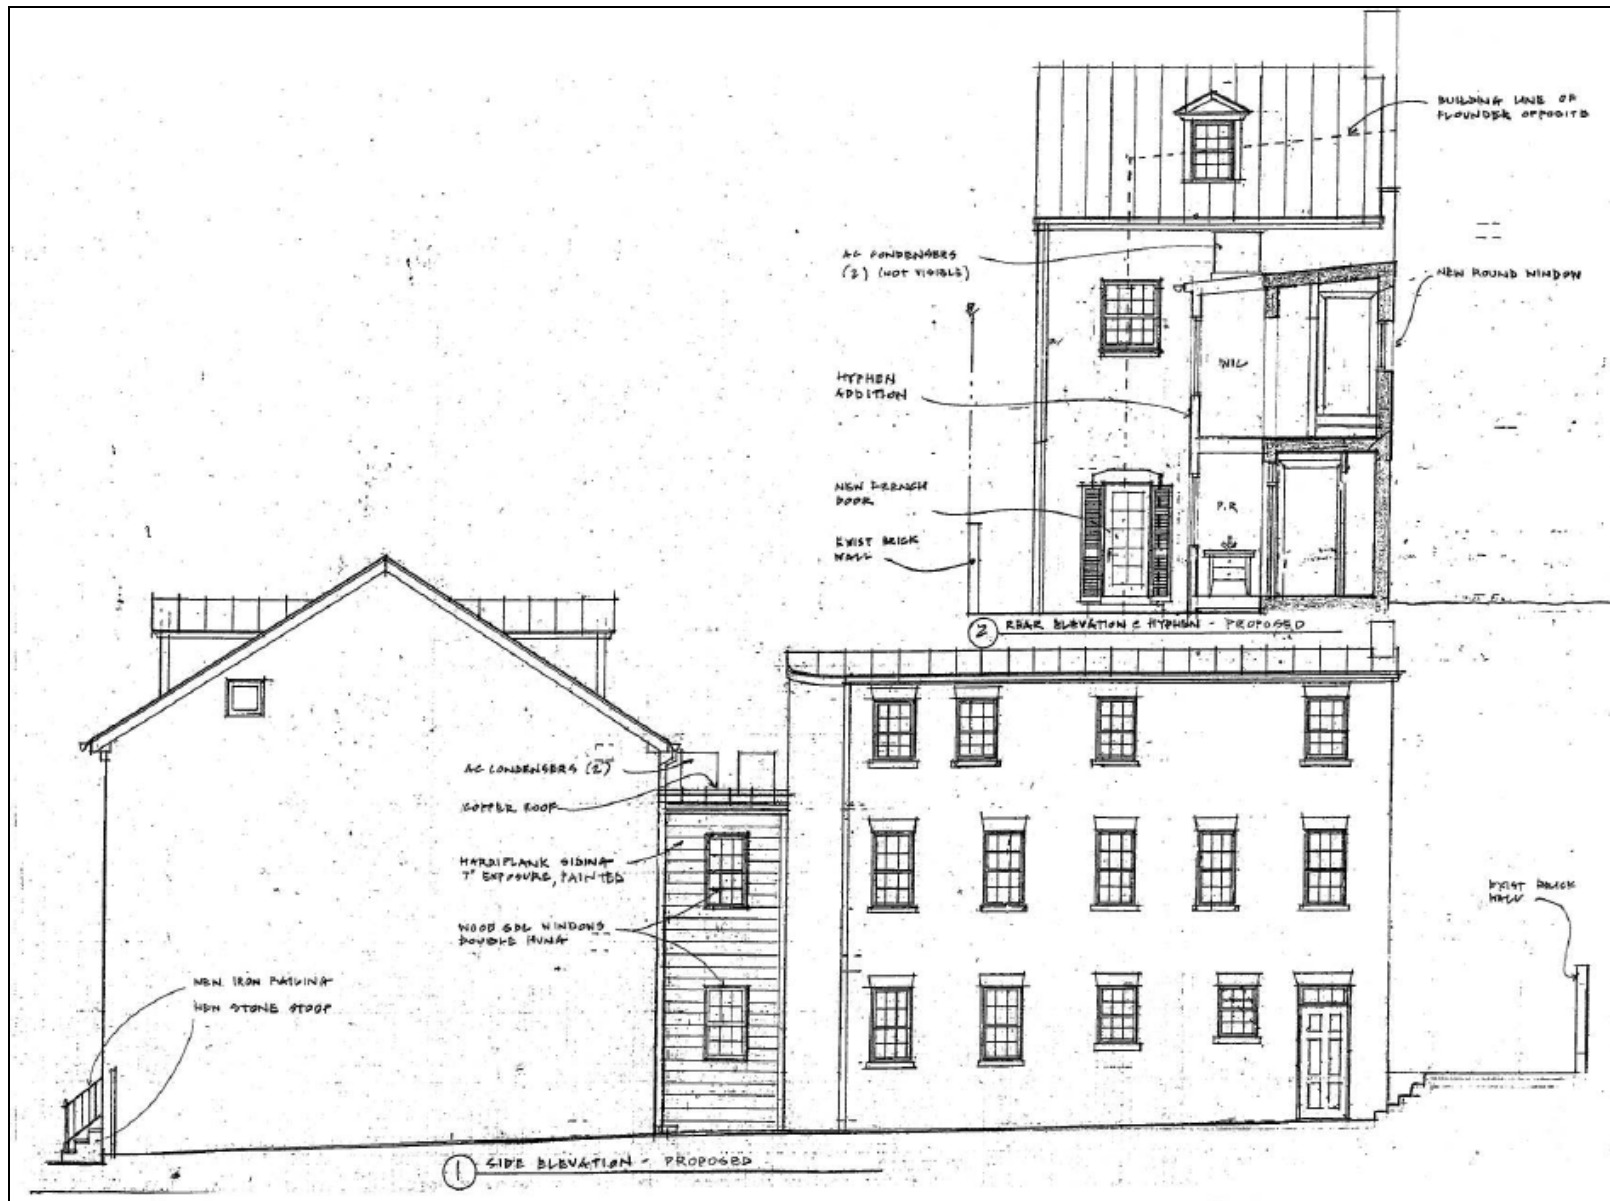 BUILDING LINE OF
FLOUNDER OPPOSITE
AC CONDENSERS
(2) (NOT VISIBLE)
NEW ROUND WINDOW
HYPHEN
ADDITION
W/C
NEW FRENCH
DOOR
P.R
EXIST BRICK
WALL
2 REAR ELEVATION @ HYPHEN - PROPOSED
AC CONDENSERS (2)
COPPER ROOF
HARDIPLANK SIDING
7" EXPOSURE, PAINTED
WOOD SDL WINDOWS
DOUBLE HUNG
EXIST BRICK
WALL
NEW IRON RAILING
NEW STONE STOOP
1 SIDE ELEVATION - PROPOSED